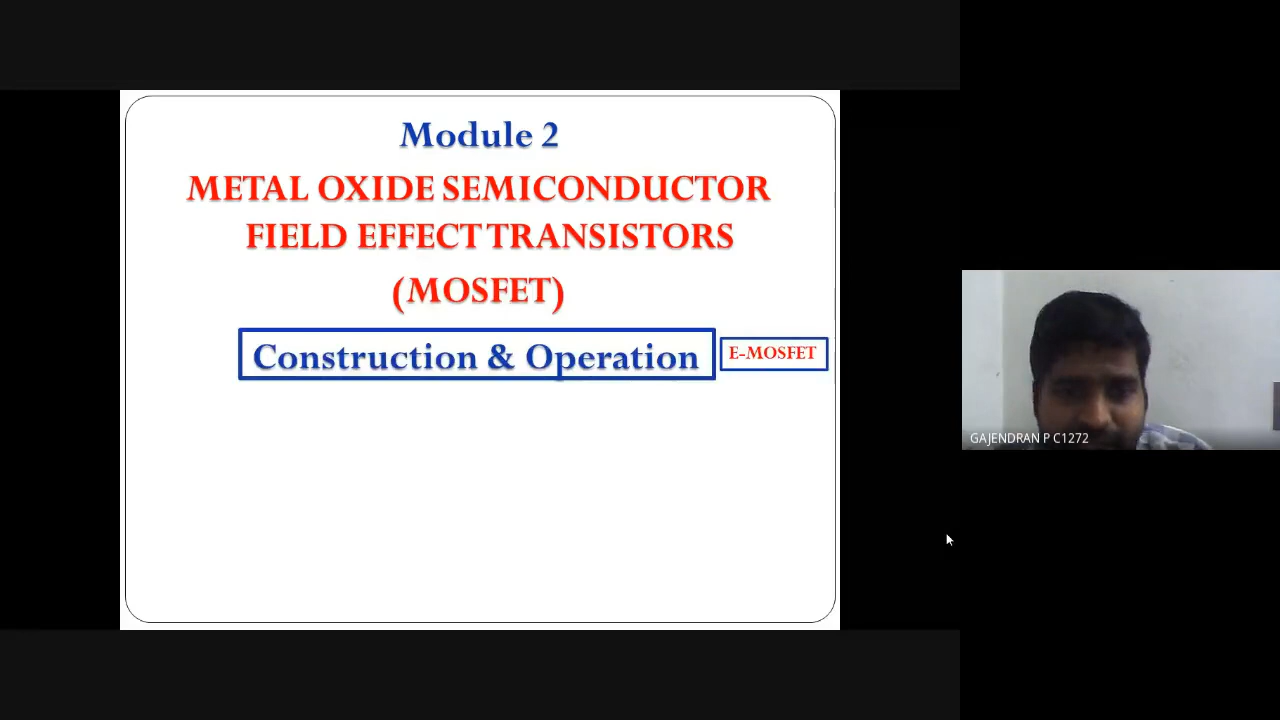 Module 2
METAL OXIDE SEMICONDUCTOR
FIELD EFFECT TRANSISTORS
(MOSFET)
Construction & Operation
E-MOSFET
GAJENDRAN P C1272